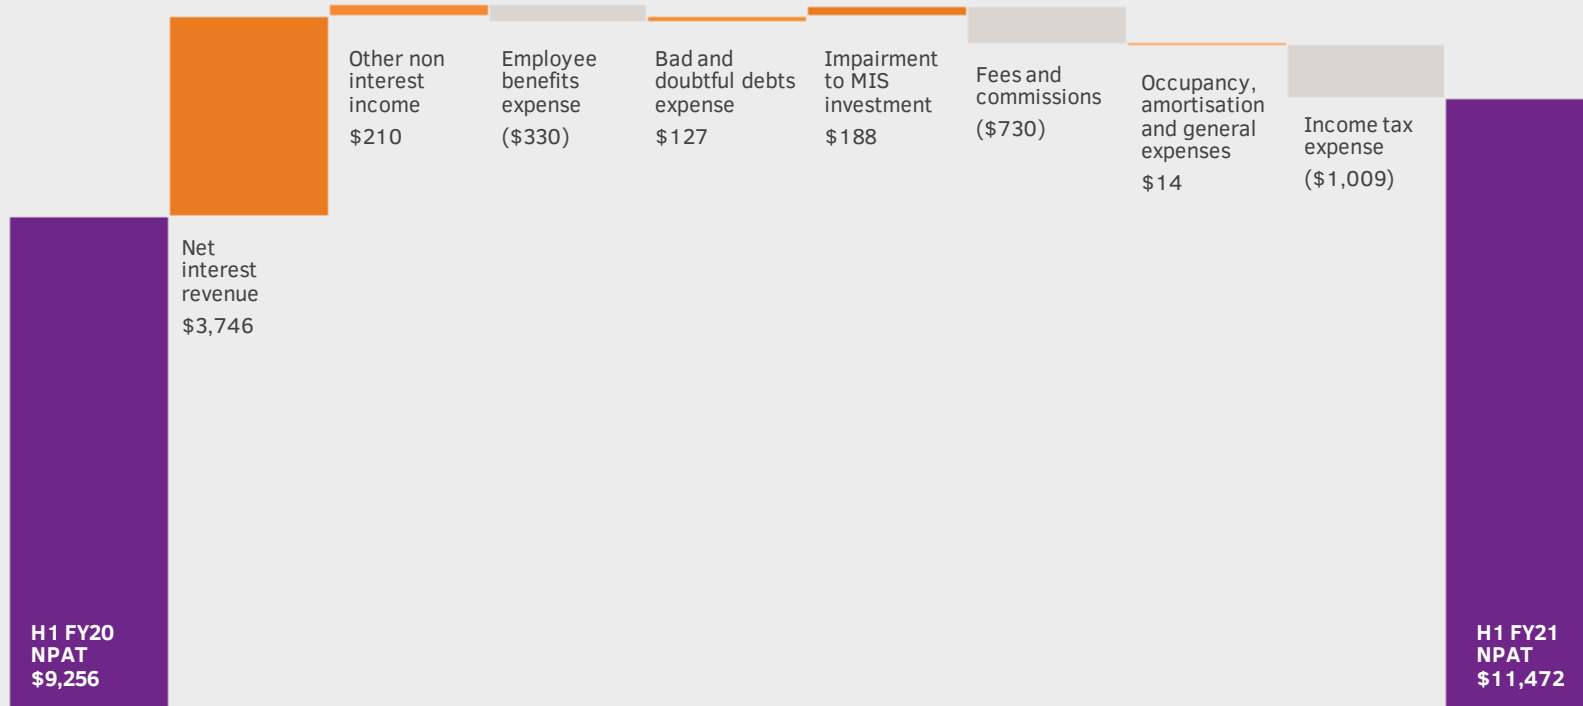 Other non
interest
income
$210
Employee
benefits
expense
($330)
Bad and
doubtful debts
expense
$127
Impairment
to MIS
investment
$188
Fees and
commissions
($730)
Occupancy,
amortisation
and general
expenses
$14
Income tax
expense
($1,009)
Net
interest
revenue
$3,746
H1 FY20
NPAT
$9,256
H1 FY21
NPAT
$11,472